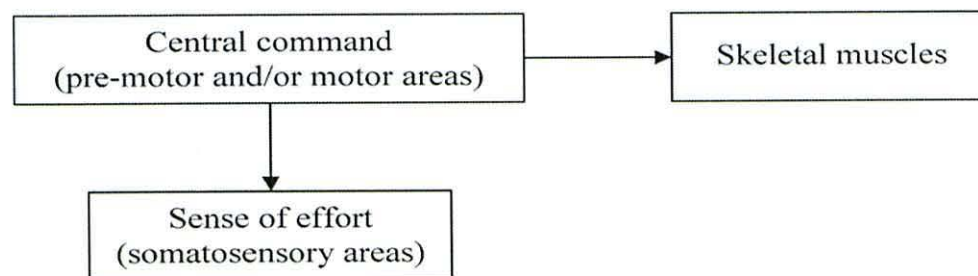 Central command
(pre-motor and/or motor areas)
Skeletal muscles
Sense of effort
(somatosensory areas)